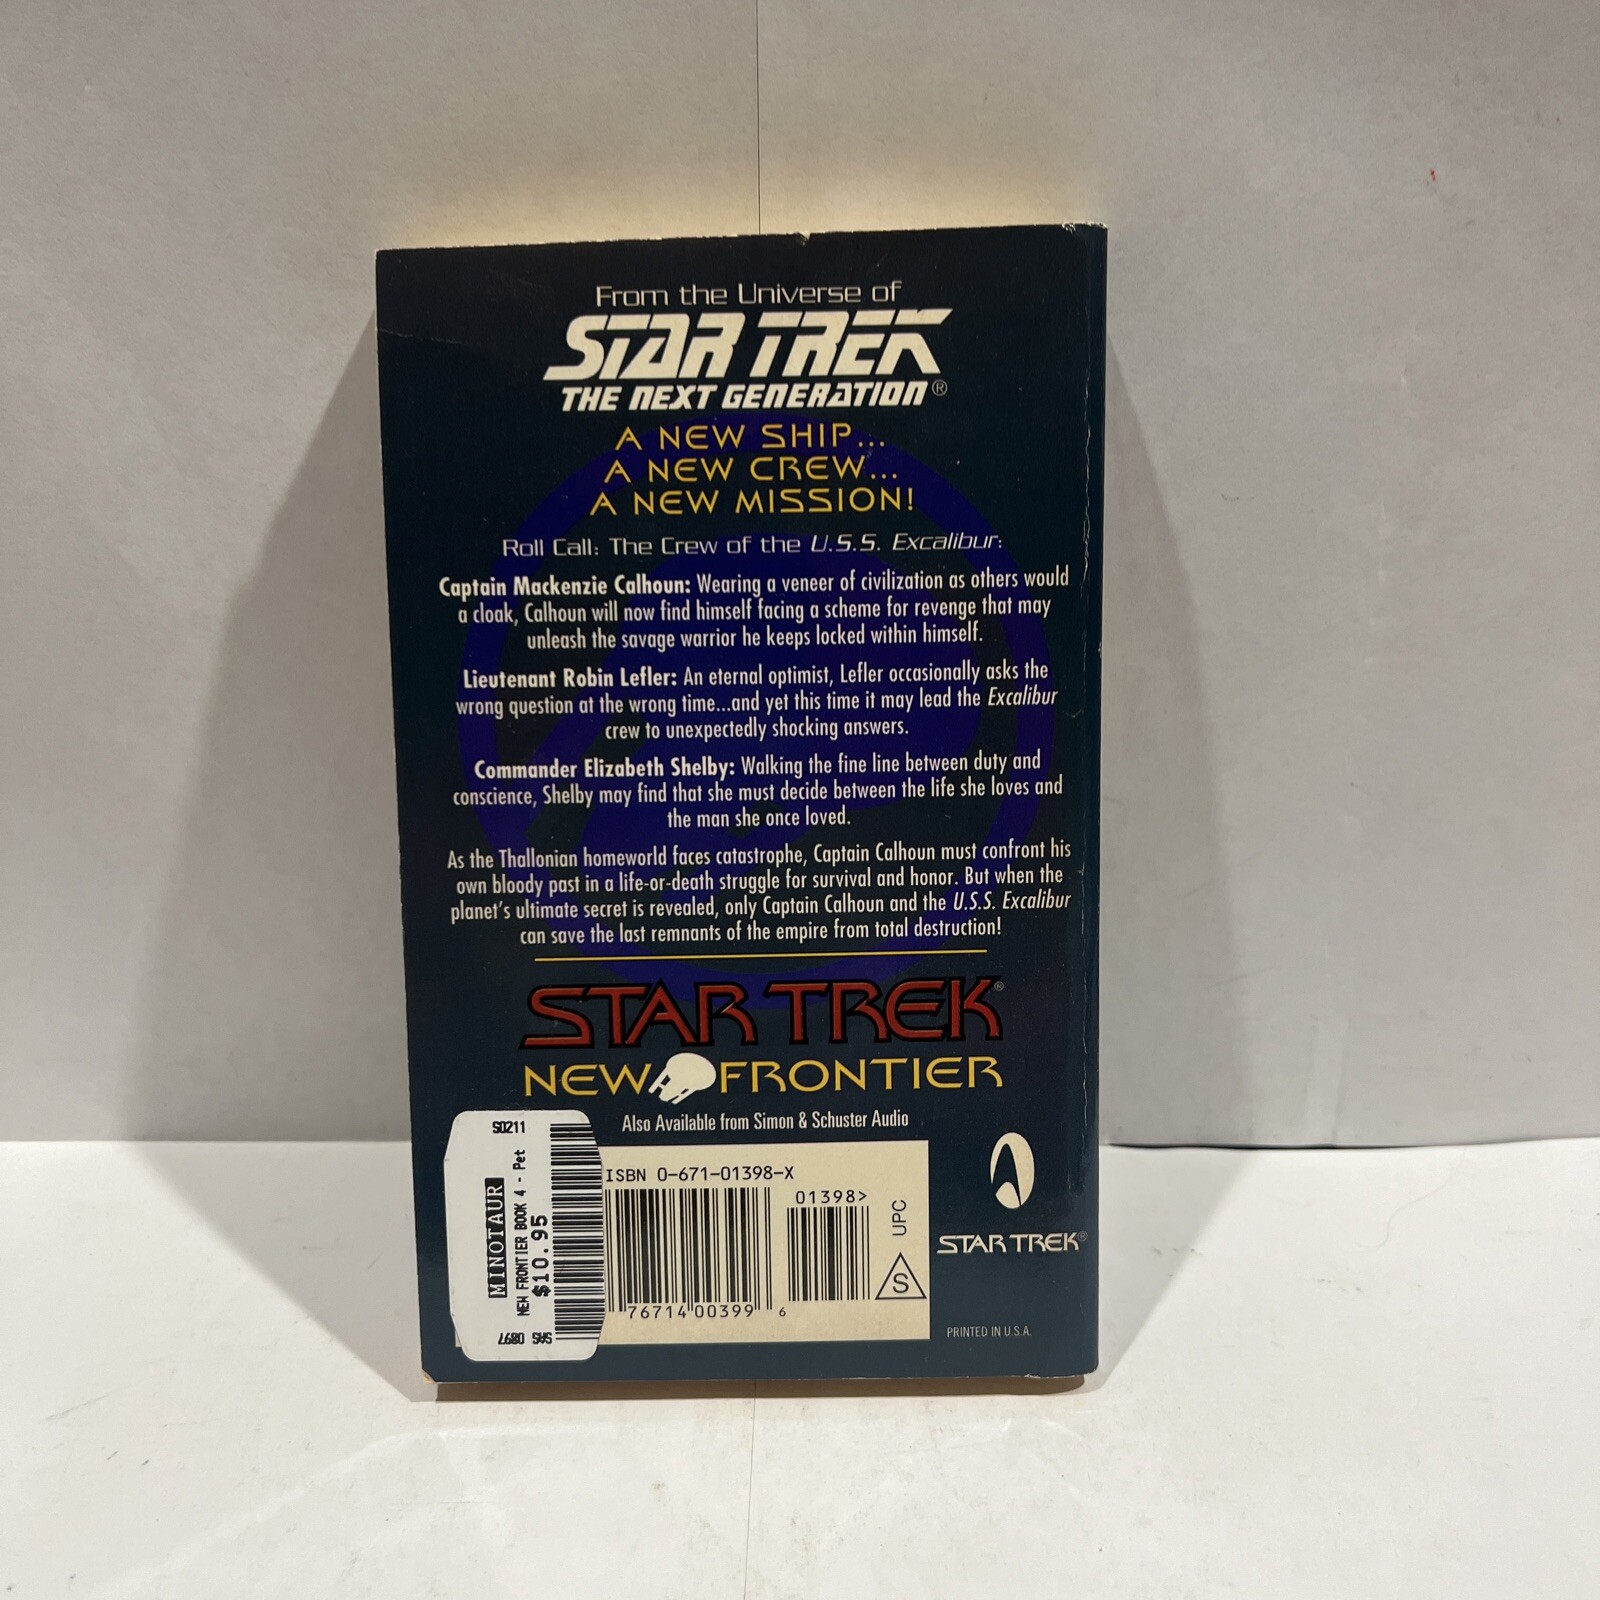 From the Universe of
STAR TREK
THE NEXT GENERATION®
A NEW SHIP...
A NEW CREW...
A NEW MISSION!
Roll Call: The Crew of the U.S.S. Excalibur:
Captain Mackenzie Calhoun: Wearing a veneer of civilization as others would
a cloak, Calhoun will now find himself facing a scheme for revenge that may
unleash the savage warrior he keeps locked within himself.
Lieutenant Robin Lefler: An eternal optimist, Lefler occasionally asks the
wrong question at the wrong time...and yet this time it may lead the Excalibur
crew to unexpectedly shocking answers.
Commander Elizabeth Shelby: Walking the fine line between duty and
conscience, Shelby may find that she must decide between the life she loves and
the man she once loved.
As the Thallonian homeworld faces catastrophe, Captain Calhoun must confront his
own bloody past in a life-or-death struggle for survival and honor. But when the
planet's ultimate secret is revealed, only Captain Calhoun and the U.S.S. Excalibur
can save the last remnants of the empire from total destruction!
STAR TREK®
NEW FRONTIER
Also Available from Simon & Schuster Audio
S0211
MINOTAUR
NEW FRONTIER BOOK 4 - Pet
$10.95
ISBN 0-671-01398-X
01398>
76714 00399 6
UPC
S
STAR TREK®
PRINTED IN U.S.A.